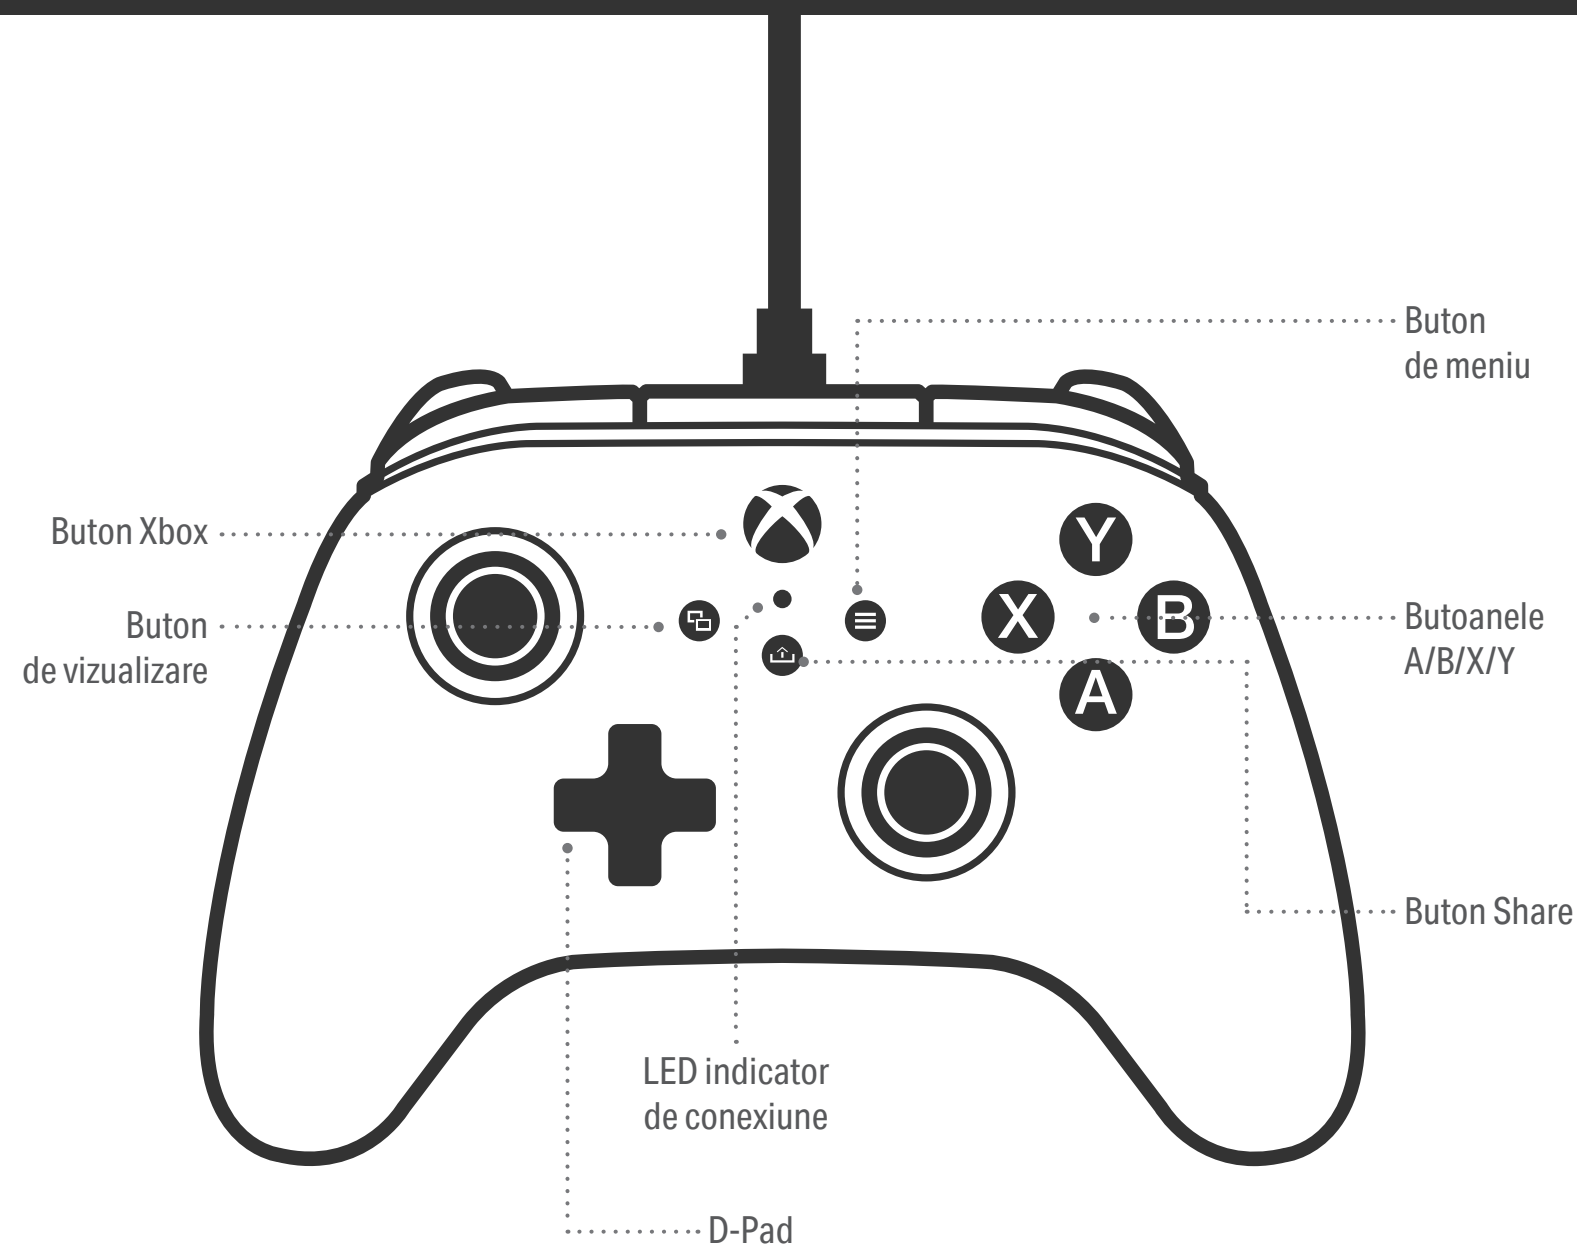 Buton
de meniu
Buton Xbox
Y
Buton
de vizualizare
X
B
Butoanele
A/B/X/Y
A
Buton Share
LED indicator
de conexiune
D-Pad